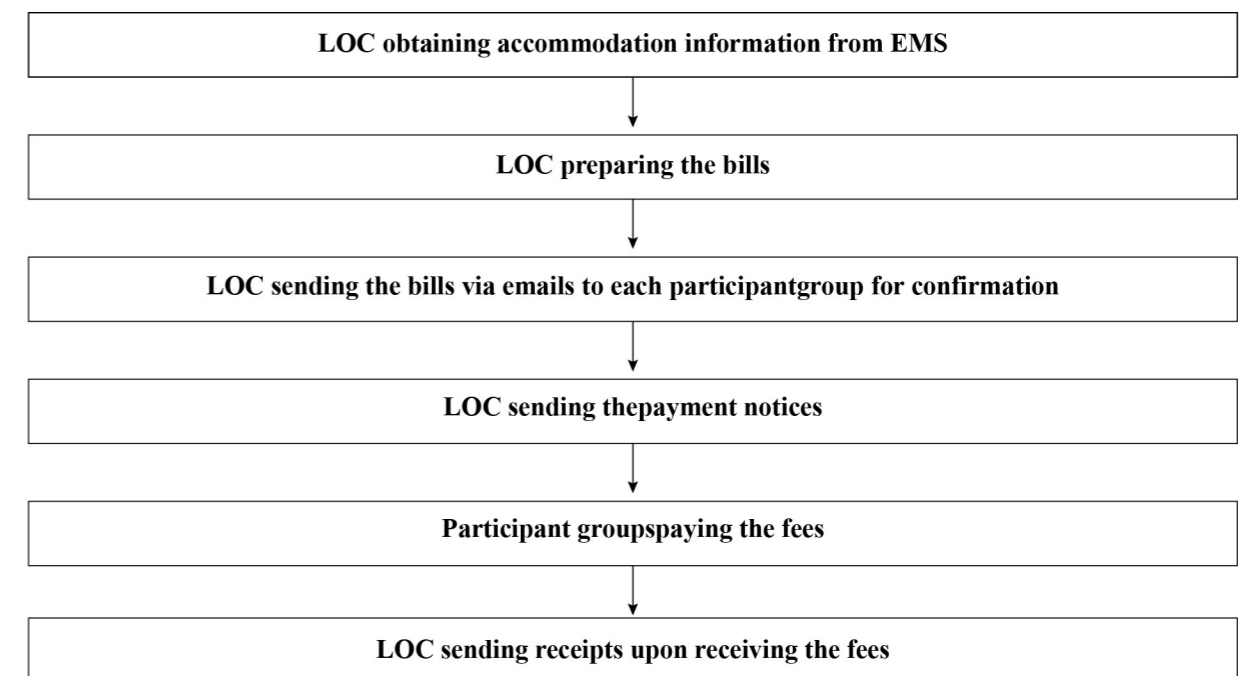 LOC obtaining accommodation information from EMS
LOC preparing the bills
LOC sending the bills via emails to each participantgroup for confirmation
LOC sending thepayment notices
Participant groupspaying the fees
LOC sending receipts upon receiving the fees